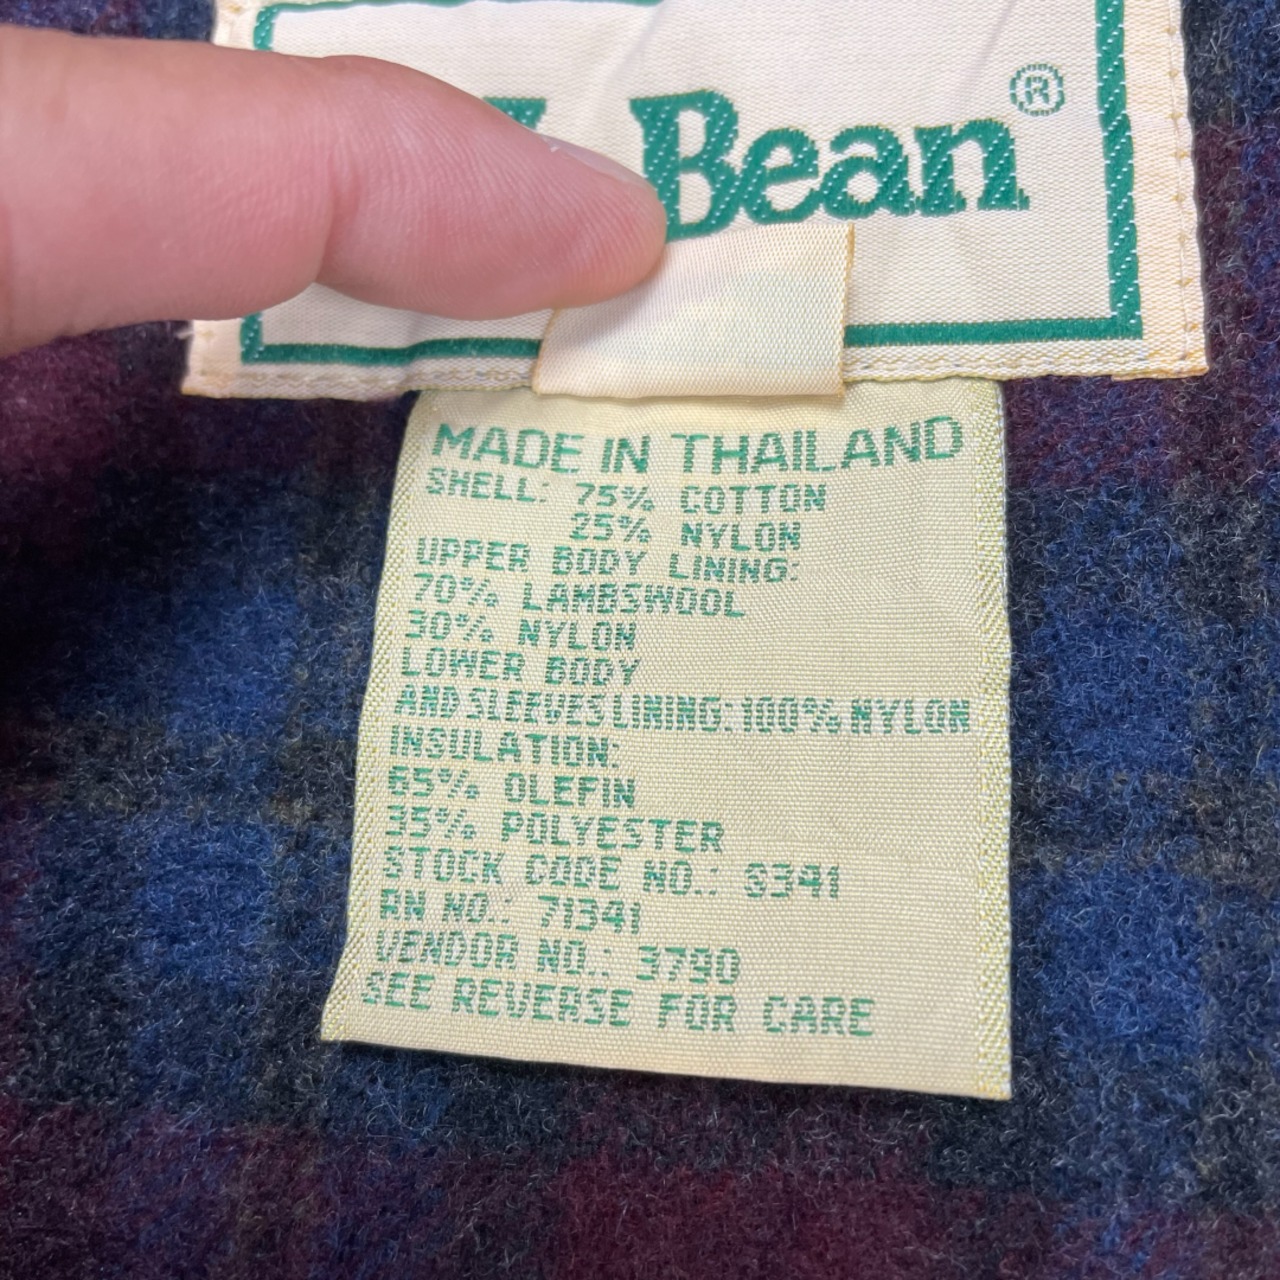 Bean®
MADE IN THAILAND
SHELL: 75% COTTON
25% NYLON
UPPER BODY LINING:
70% LAMBSWOOL
30% NYLON
LOWER BODY
AND SLEEVES LINING: 100% NYLON
INSULATION:
65% OLEFIN
35% POLYESTER
STOCK CODE NO.: S341
RN NO.: 71341
VENDOR NO.: 3790
SEE REVERSE FOR CARE